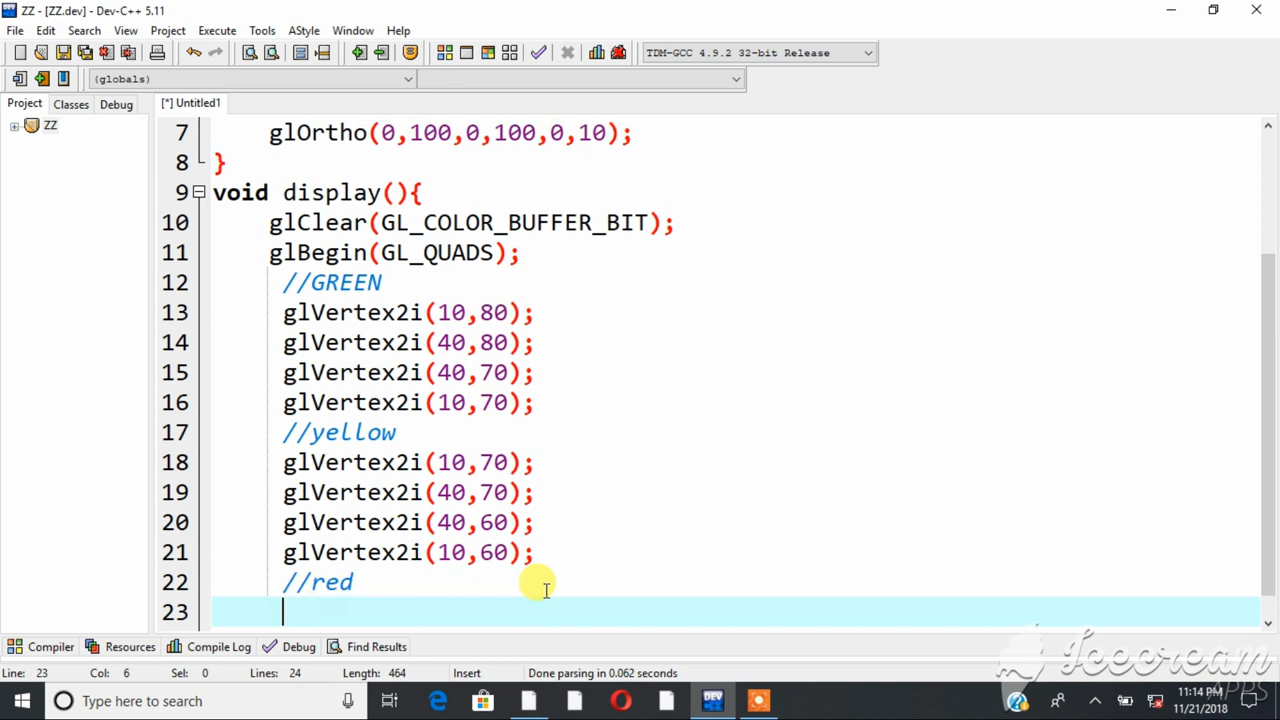 ZZ - [ZZ.dev] - Dev-C++ 5.11
File Edit Search View Project Execute Tools AStyle Window Help
TDM-GCC 4.9.2 32-bit Release
(globals)
Project Classes Debug [*] Untitled1
ZZ
7 glOrtho(0,100,0,100,0,10);
8 }
9 void display(){
10 glClear(GL_COLOR_BUFFER_BIT);
11 glBegin(GL_QUADS);
12 //GREEN
13 glVertex2i(10,80);
14 glVertex2i(40,80);
15 glVertex2i(40,70);
16 glVertex2i(10,70);
17 //yellow
18 glVertex2i(10,70);
19 glVertex2i(40,70);
20 glVertex2i(40,60);
21 glVertex2i(10,60);
22 //red
23
Compiler Resources Compile Log Debug Find Results
Line: 23 Col: 6 Sel: 0 Lines: 24 Length: 464 Insert Done parsing in 0.062 seconds
Icecream
APPS
Type here to search
DEV
11:14 PM
11/21/2018